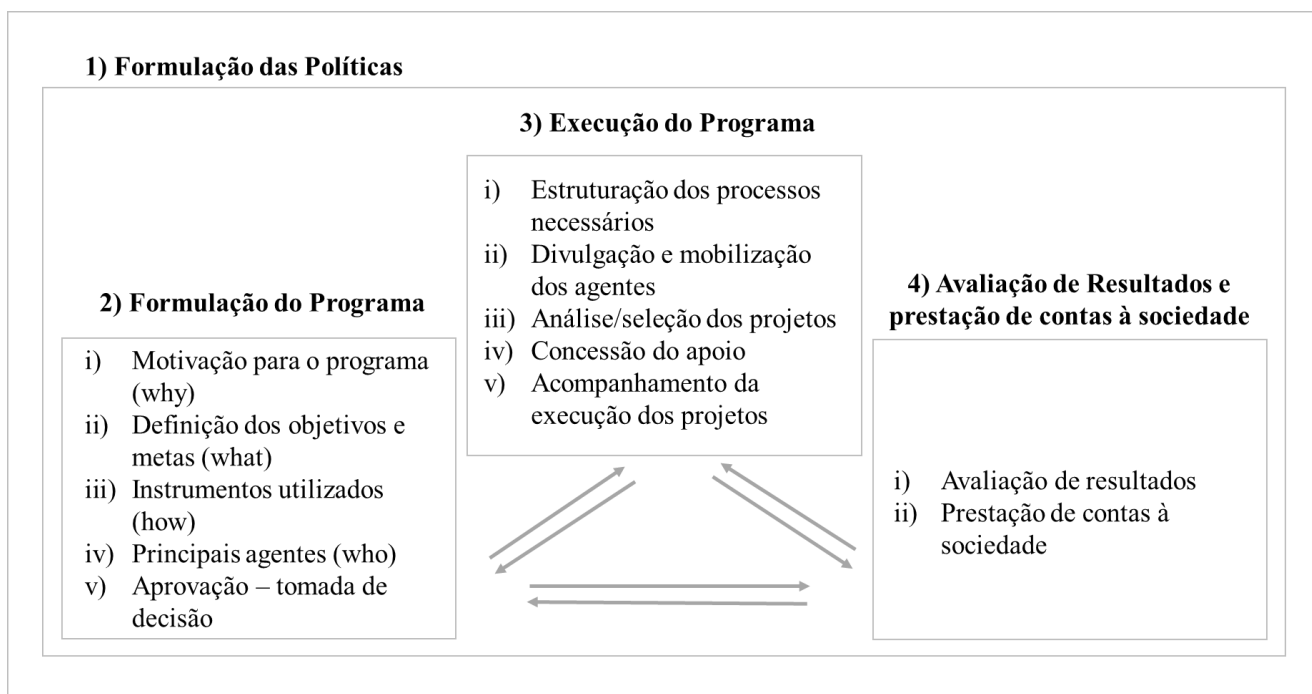 1) Formulação das Políticas
3) Execução do Programa
i) Estruturação dos processos
necessários
ii) Divulgação e mobilização
dos agentes
iii) Análise/seleção dos projetos
iv) Concessão do apoio
v) Acompanhamento da
execução dos projetos
2) Formulação do Programa
i) Motivação para o programa
(why)
ii) Definição dos objetivos e
metas (what)
iii) Instrumentos utilizados
(how)
iv) Principais agentes (who)
v) Aprovação – tomada de
decisão
4) Avaliação de Resultados e
prestação de contas à sociedade
i) Avaliação de resultados
ii) Prestação de contas à
sociedade